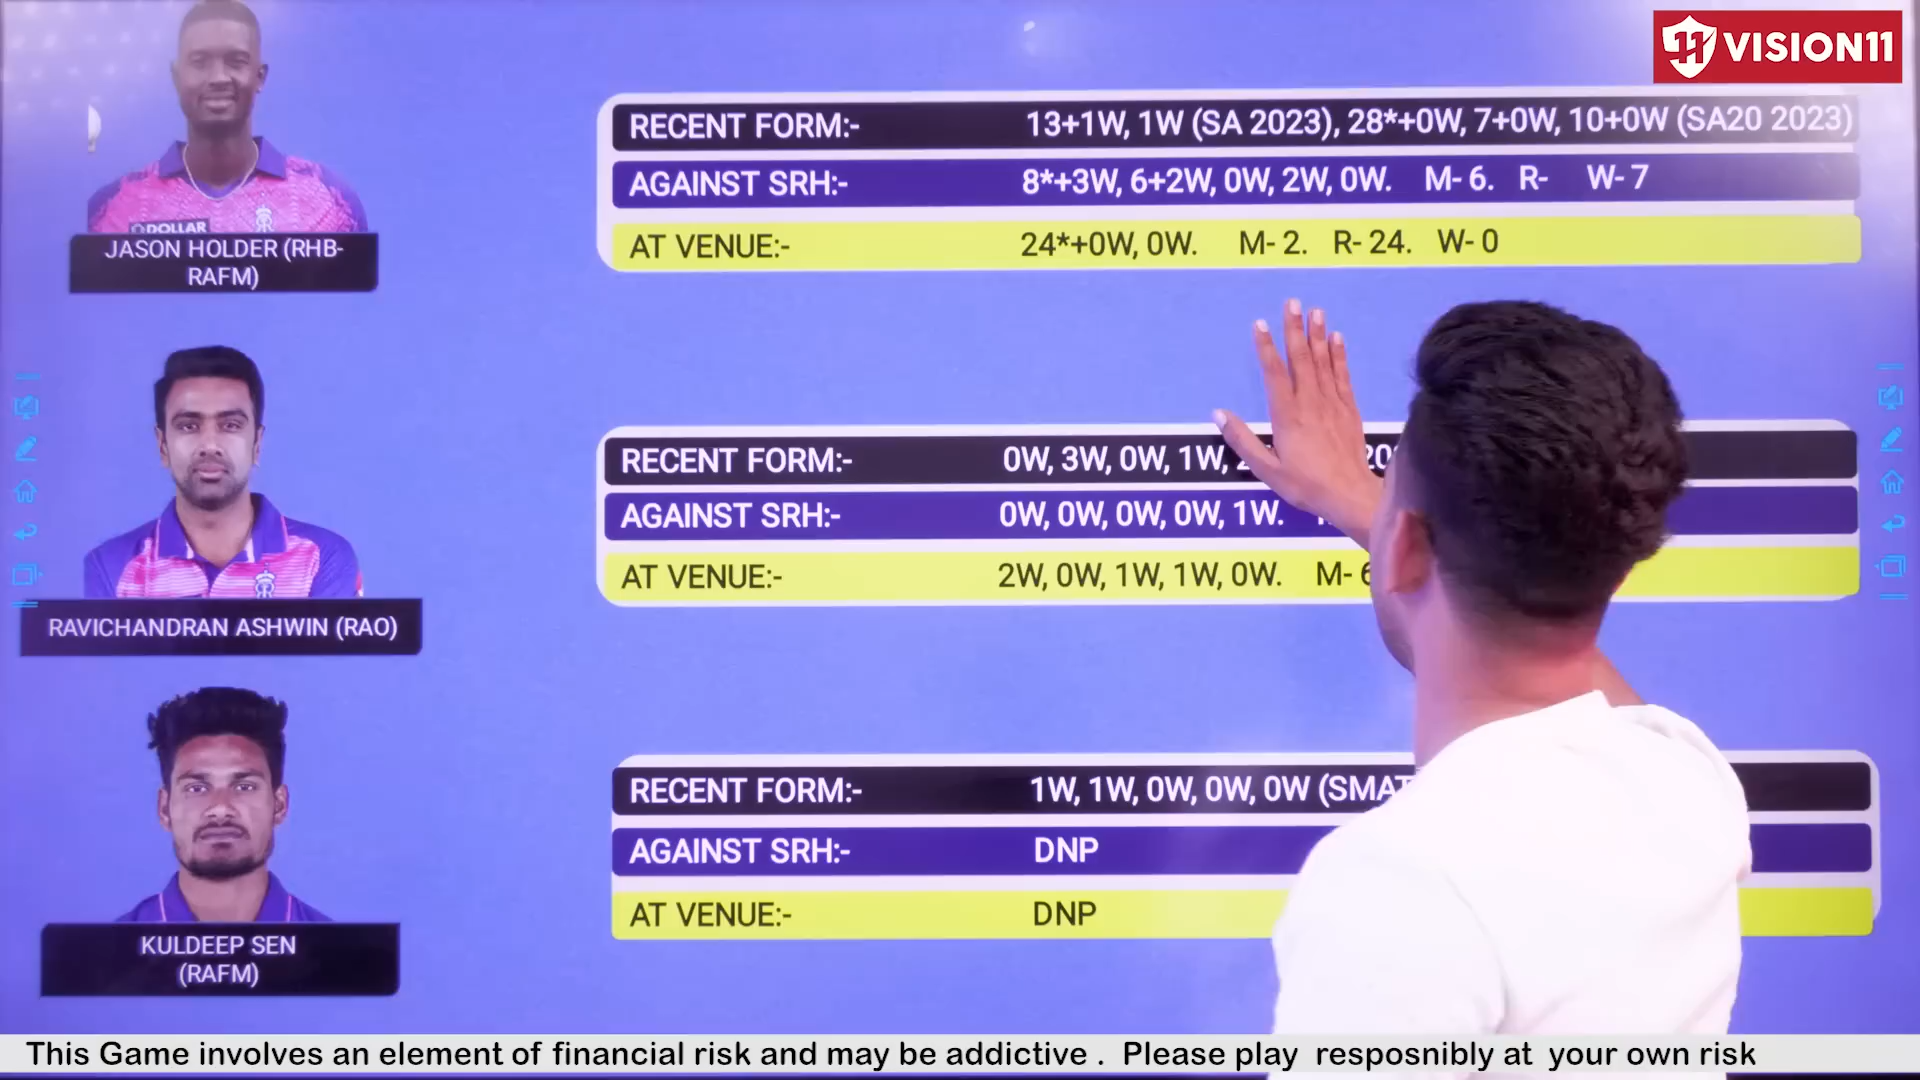 VISION11
RECENT FORM:- 13+1W, 1W (SA 2023), 28*+0W, 7+0W, 10+0W (SA20 2023)
AGAINST SRH:- 8*+3W, 6+2W, 0W, 2W, 0W. M- 6. R- W- 7
AT VENUE:- 24*+0W, 0W. M- 2. R- 24. W- 0
DOLLAR
JASON HOLDER (RHB-
RAFM)
RECENT FORM:- 0W, 3W, 0W, 1W,
AGAINST SRH:- 0W, 0W, 0W, 0W, 1W.
AT VENUE:- 2W, 0W, 1W, 1W, 0W. M- 6
RAVICHANDRAN ASHWIN (RAO)
RECENT FORM:- 1W, 1W, 0W, 0W, 0W (SMAT
AGAINST SRH:- DNP
AT VENUE:- DNP
KULDEEP SEN
(RAFM)
This Game involves an element of financial risk and may be addictive . Please play resposnibly at your own risk